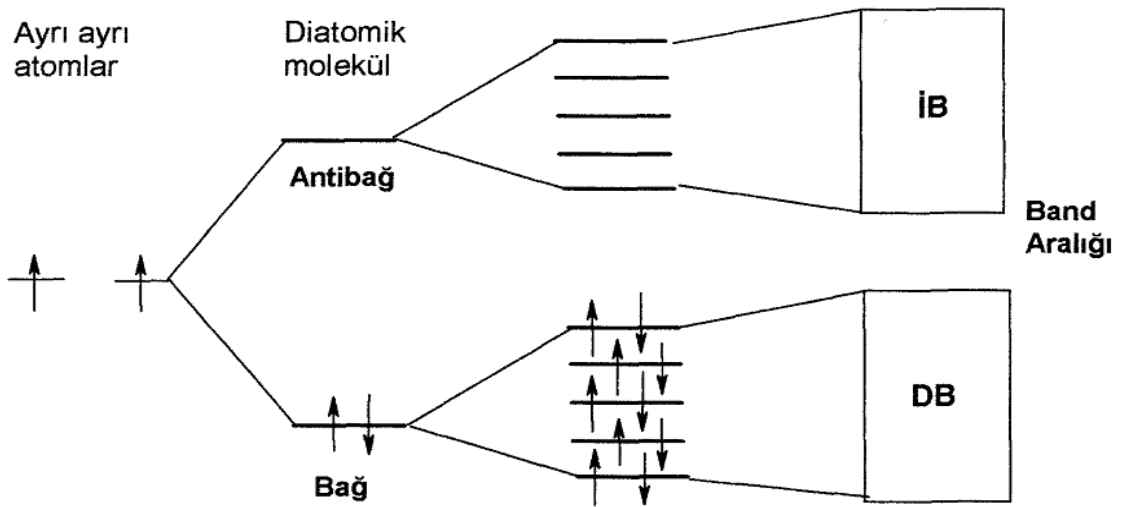 Ayrı ayrı
atomlar
Diatomik
molekül
Antibağ
Bağ
İB
Band
Aralığı
DB